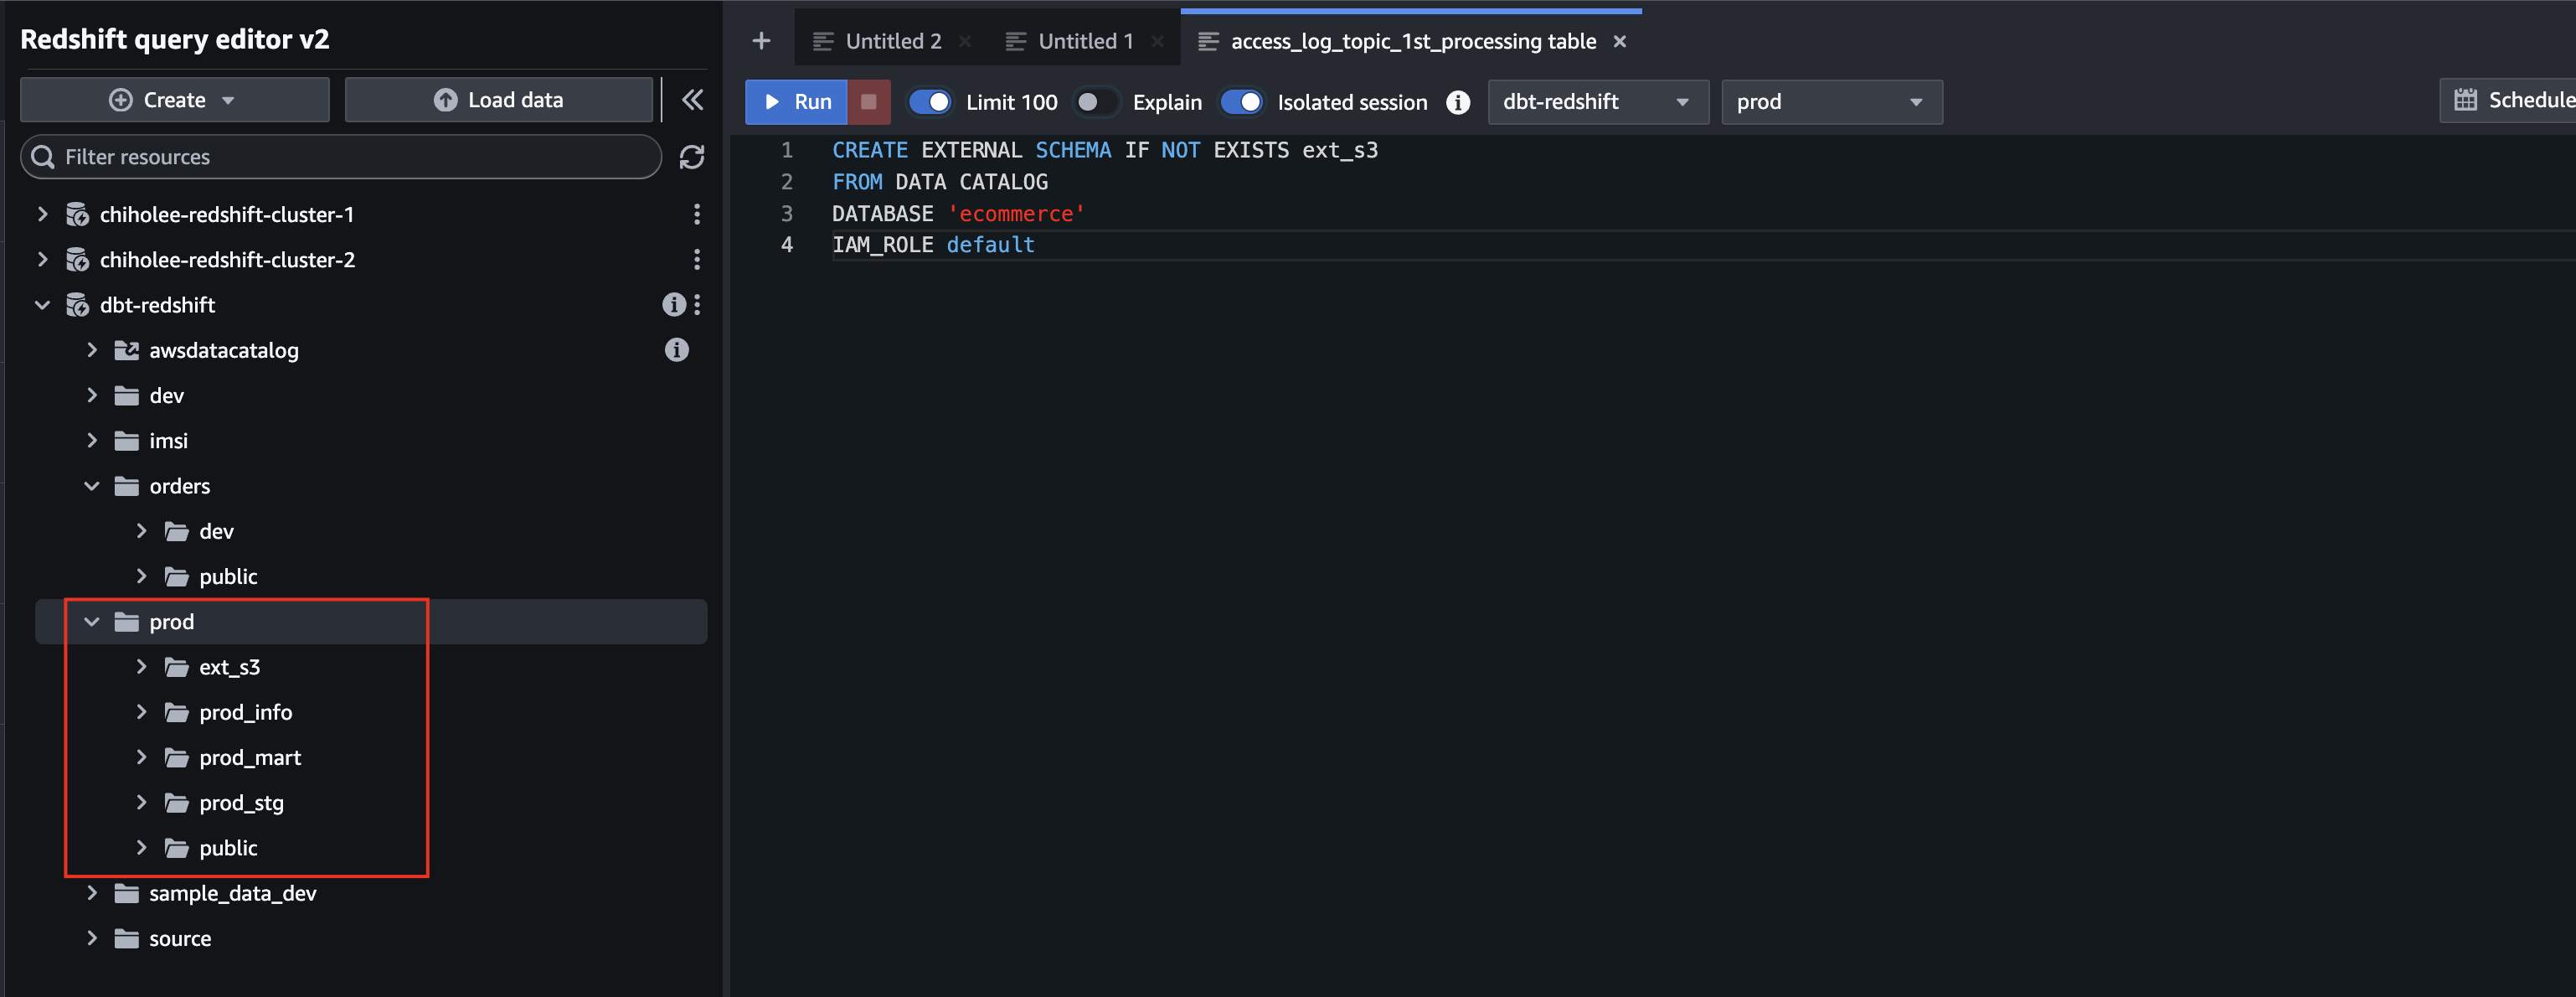 Redshift query editor v2
Create
Load data
Filter resources
chiholee-redshift-cluster-1
chiholee-redshift-cluster-2
dbt-redshift
awsdatacatalog
dev
imsi
orders
dev
public
prod
ext_s3
prod_info
prod_mart
prod_stg
public
sample_data_dev
source
Untitled 2
Untitled 1
access_log_topic_1st_processing table
Run
Limit 100
Explain
Isolated session
dbt-redshift
prod
Schedule
1 CREATE EXTERNAL SCHEMA IF NOT EXISTS ext_s3
2 FROM DATA CATALOG
3 DATABASE 'ecommerce'
4 IAM_ROLE default